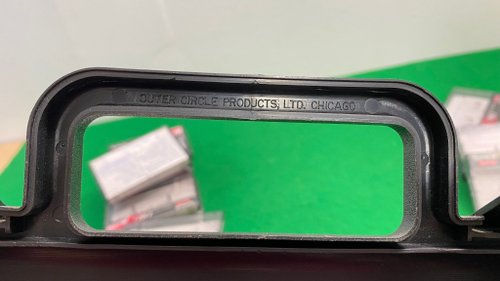 OUTER CIRCLE PRODUCTS, LTD. CHICAGO